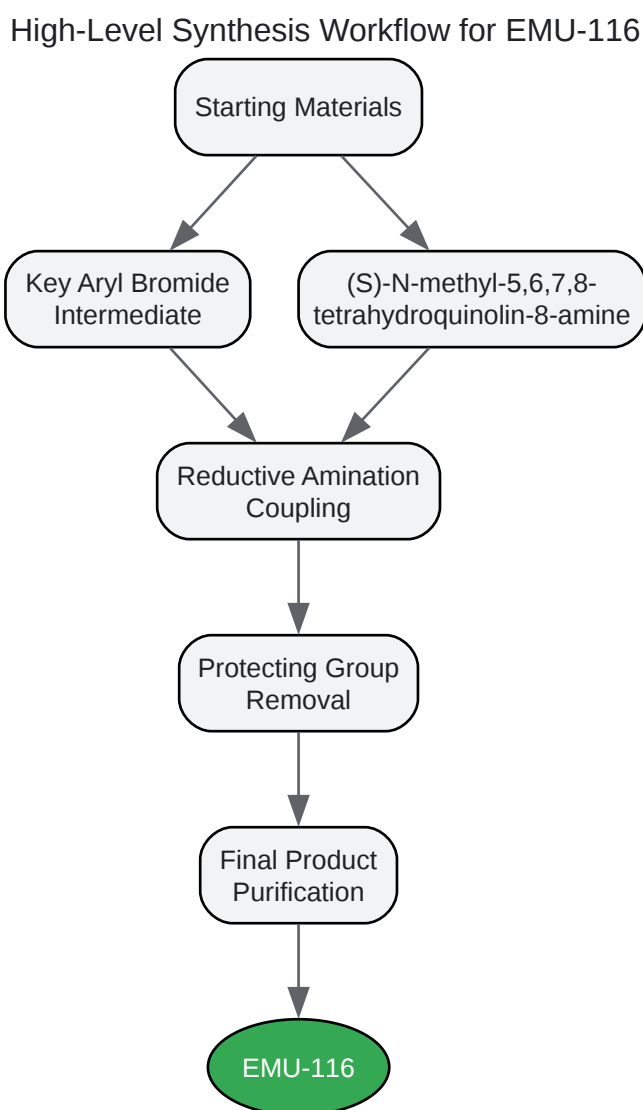 High-Level Synthesis Workflow for EMU-116
Starting Materials
Key Aryl Bromide
Intermediate
(S)-N-methyl-5,6,7,8-
tetrahydroquinolin-8-amine
Reductive Amination
Coupling
Protecting Group
Removal
Final Product
Purification
EMU-116